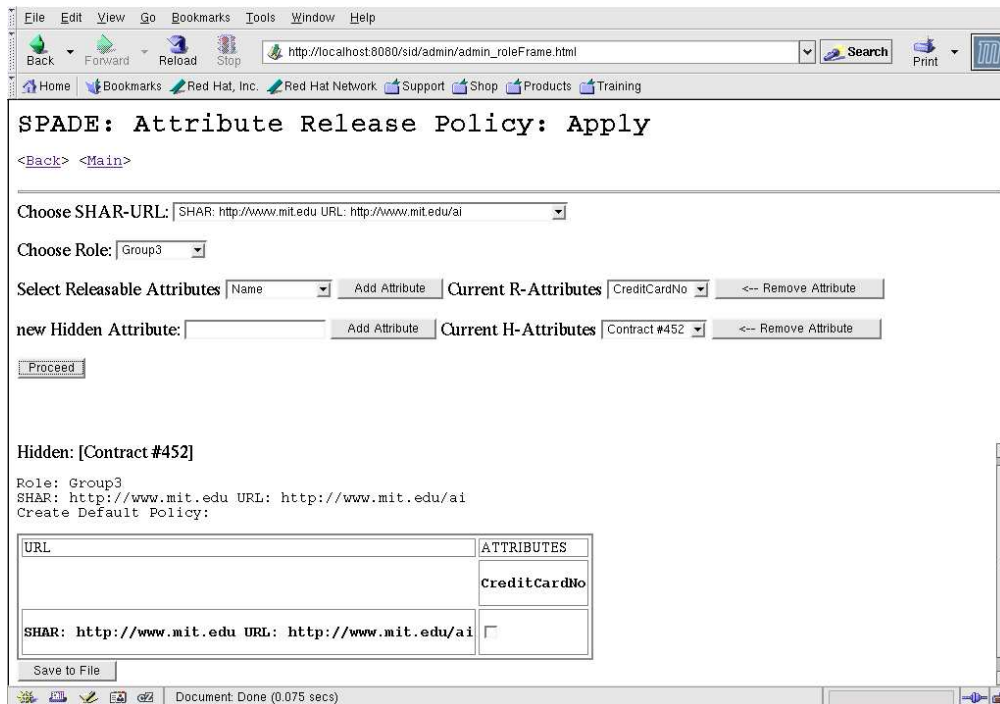 File Edit View Go Bookmarks Tools Window Help
Back Forward Reload Stop http://localhost:8080/sid/admin/admin_roleFrame.html Search Print
Home Bookmarks Red Hat, Inc. Red Hat Network Support Shop Products Training
SPADE: Attribute Release Policy: Apply
<Back> <Main>
Choose SHAR-URL: SHAR: http://www.mit.edu URL: http://www.mit.edu/ai
Choose Role: Group3
Select Releasable Attributes Name Add Attribute Current R-Attributes CreditCardNo <-- Remove Attribute
new Hidden Attribute: Add Attribute Current H-Attributes Contract #452 <-- Remove Attribute
Proceed
Hidden: [Contract #452]
Role: Group3
SHAR: http://www.mit.edu URL: http://www.mit.edu/ai
Create Default Policy:
URL ATTRIBUTES
CreditCardNo
SHAR: http://www.mit.edu URL: http://www.mit.edu/ai
Save to File
Document: Done (0.075 secs)